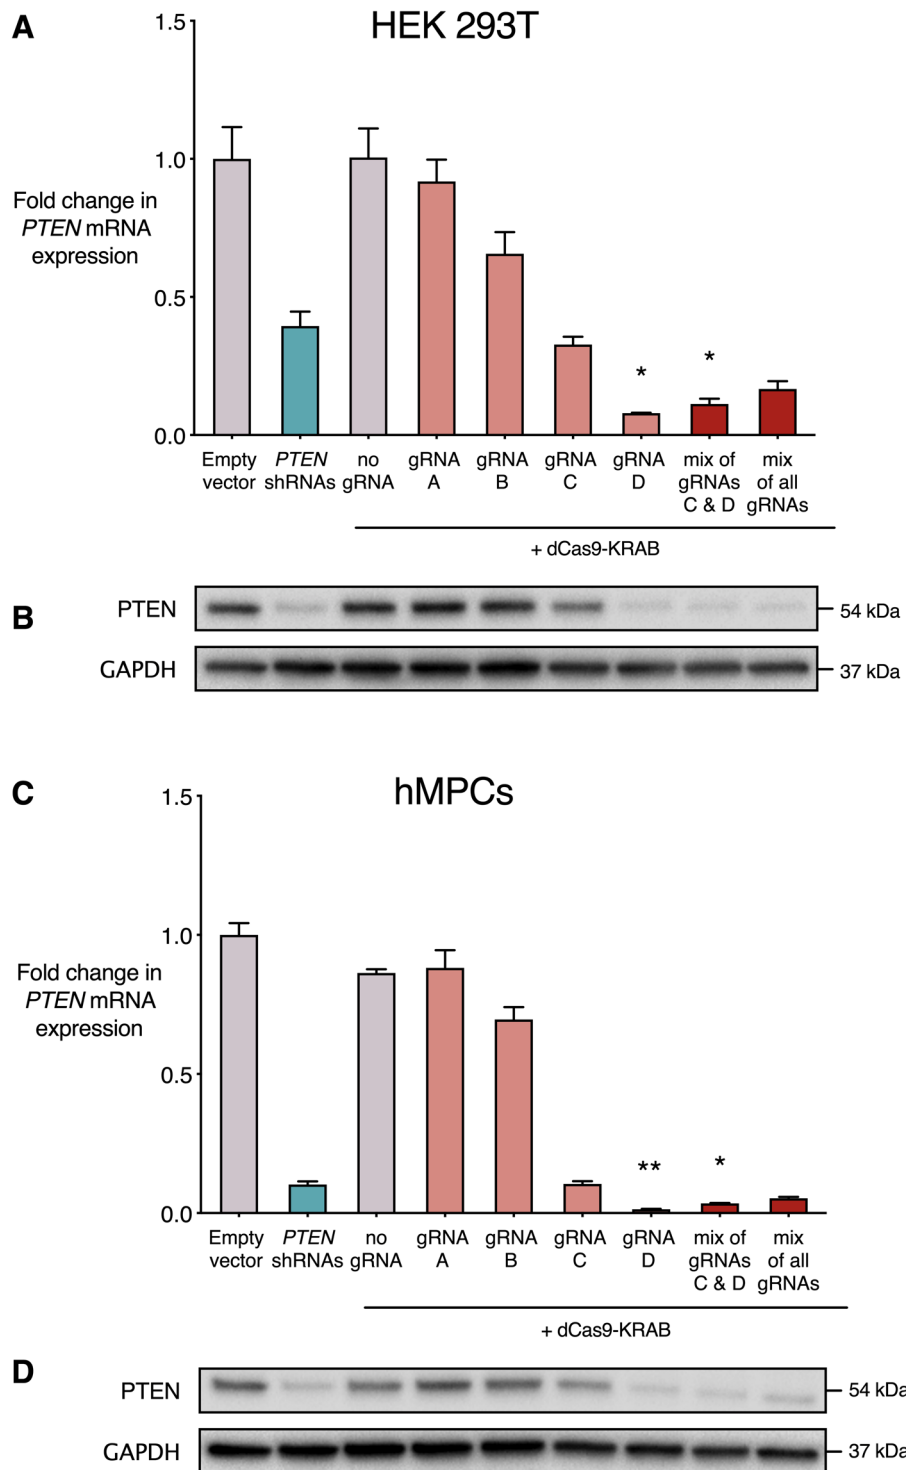 A
HEK 293T
1.5
1.0
0.5
0.0
Fold change in
PTEN mRNA
expression
Empty
vector
PTEN
shRNAs
no
gRNA
gRNA
A
gRNA
B
gRNA
C
gRNA
D
mix of
gRNAs
C & D
mix
of all
gRNAs
*
*
+ dCas9-KRAB
B
PTEN
54 kDa
GAPDH
37 kDa
C
hMPCs
1.5
1.0
0.5
0.0
Fold change in
PTEN mRNA
expression
**
*
Empty
vector
PTEN
shRNAs
no
gRNA
gRNA
A
gRNA
B
gRNA
C
gRNA
D
mix of
gRNAs
C & D
mix
of all
gRNAs
+ dCas9-KRAB
D
PTEN
54 kDa
GAPDH
37 kDa